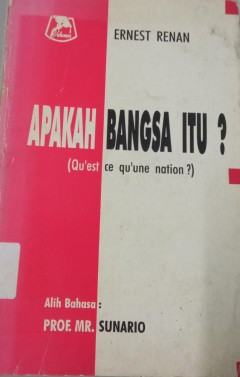 ERNEST RENAN
APAKAH BANGSA ITU ?
(Qu'est ce qu'une nation ?)
Alih Bahasa :
PROF. MR. SUNARIO